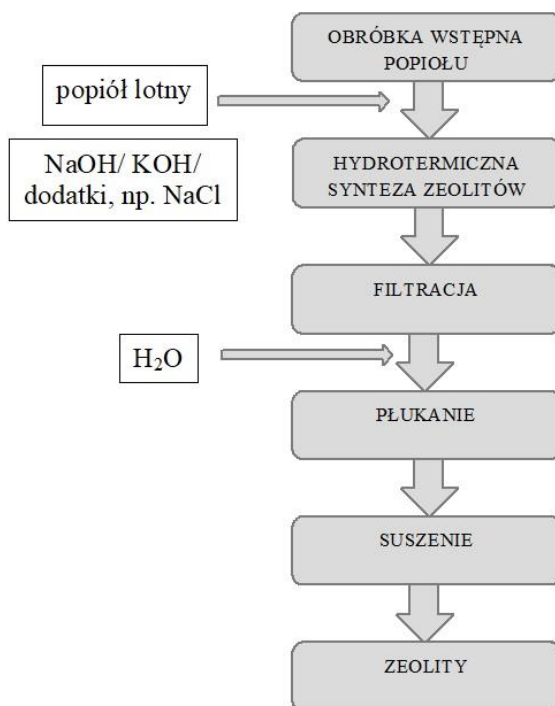 OBRÓBKA WSTĘPNA
POPIOŁU
popiół lotny
NaOH/ KOH/
dodatki, np. NaCl
HYDROTERMICZNA
SYNTEZA ZEOLITÓW
FILTRACJA
H₂O
PŁUKANIE
SUSZENIE
ZEOLITY